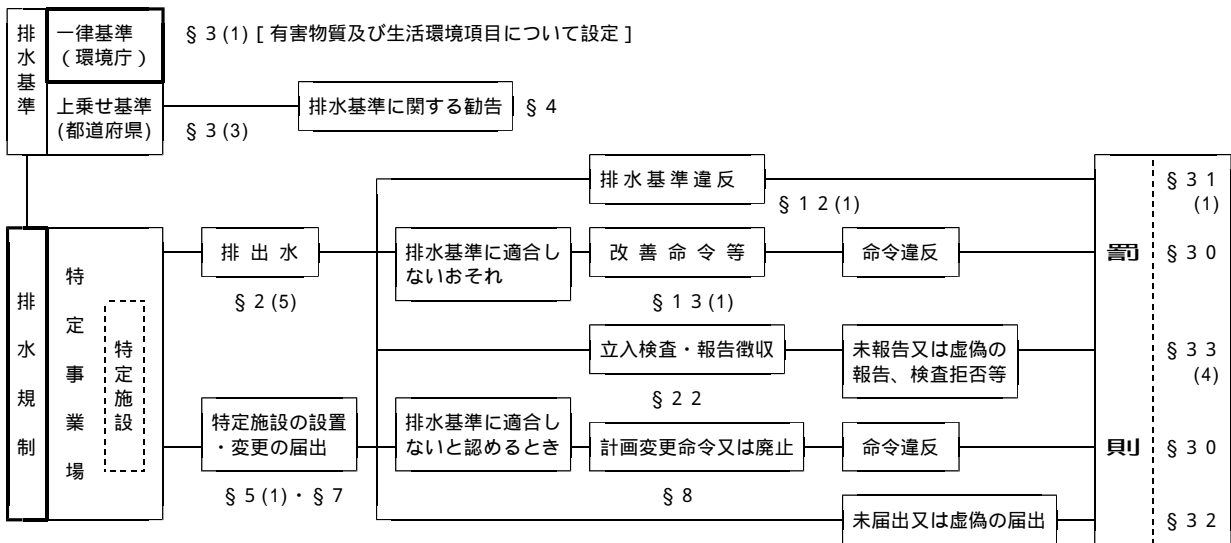 排水基準
一律基準
（環境庁）
§３(１)[有害物質及び生活環境項目について設定]
上乗せ基準
(都道府県)
§３(３)
排水基準に関する勧告
§４
排水基準違反
§１２(１)
§３１
(１)
排出水
§２(５)
排水基準に適合し
ないおそれ
改善命令等
§１３(１)
命令違反
§３０
立入検査・報告徴収
§２２
未報告又は虚偽の
報告、検査拒否等
§３３
(４)
排水規制
特定事業場
特定施設
特定施設の設置
・変更の届出
§５(１)・§７
排水基準に適合し
ないと認めるとき
計画変更命令又は廃止
§８
命令違反
§３０
未届出又は虚偽の届出
§３２
罰則